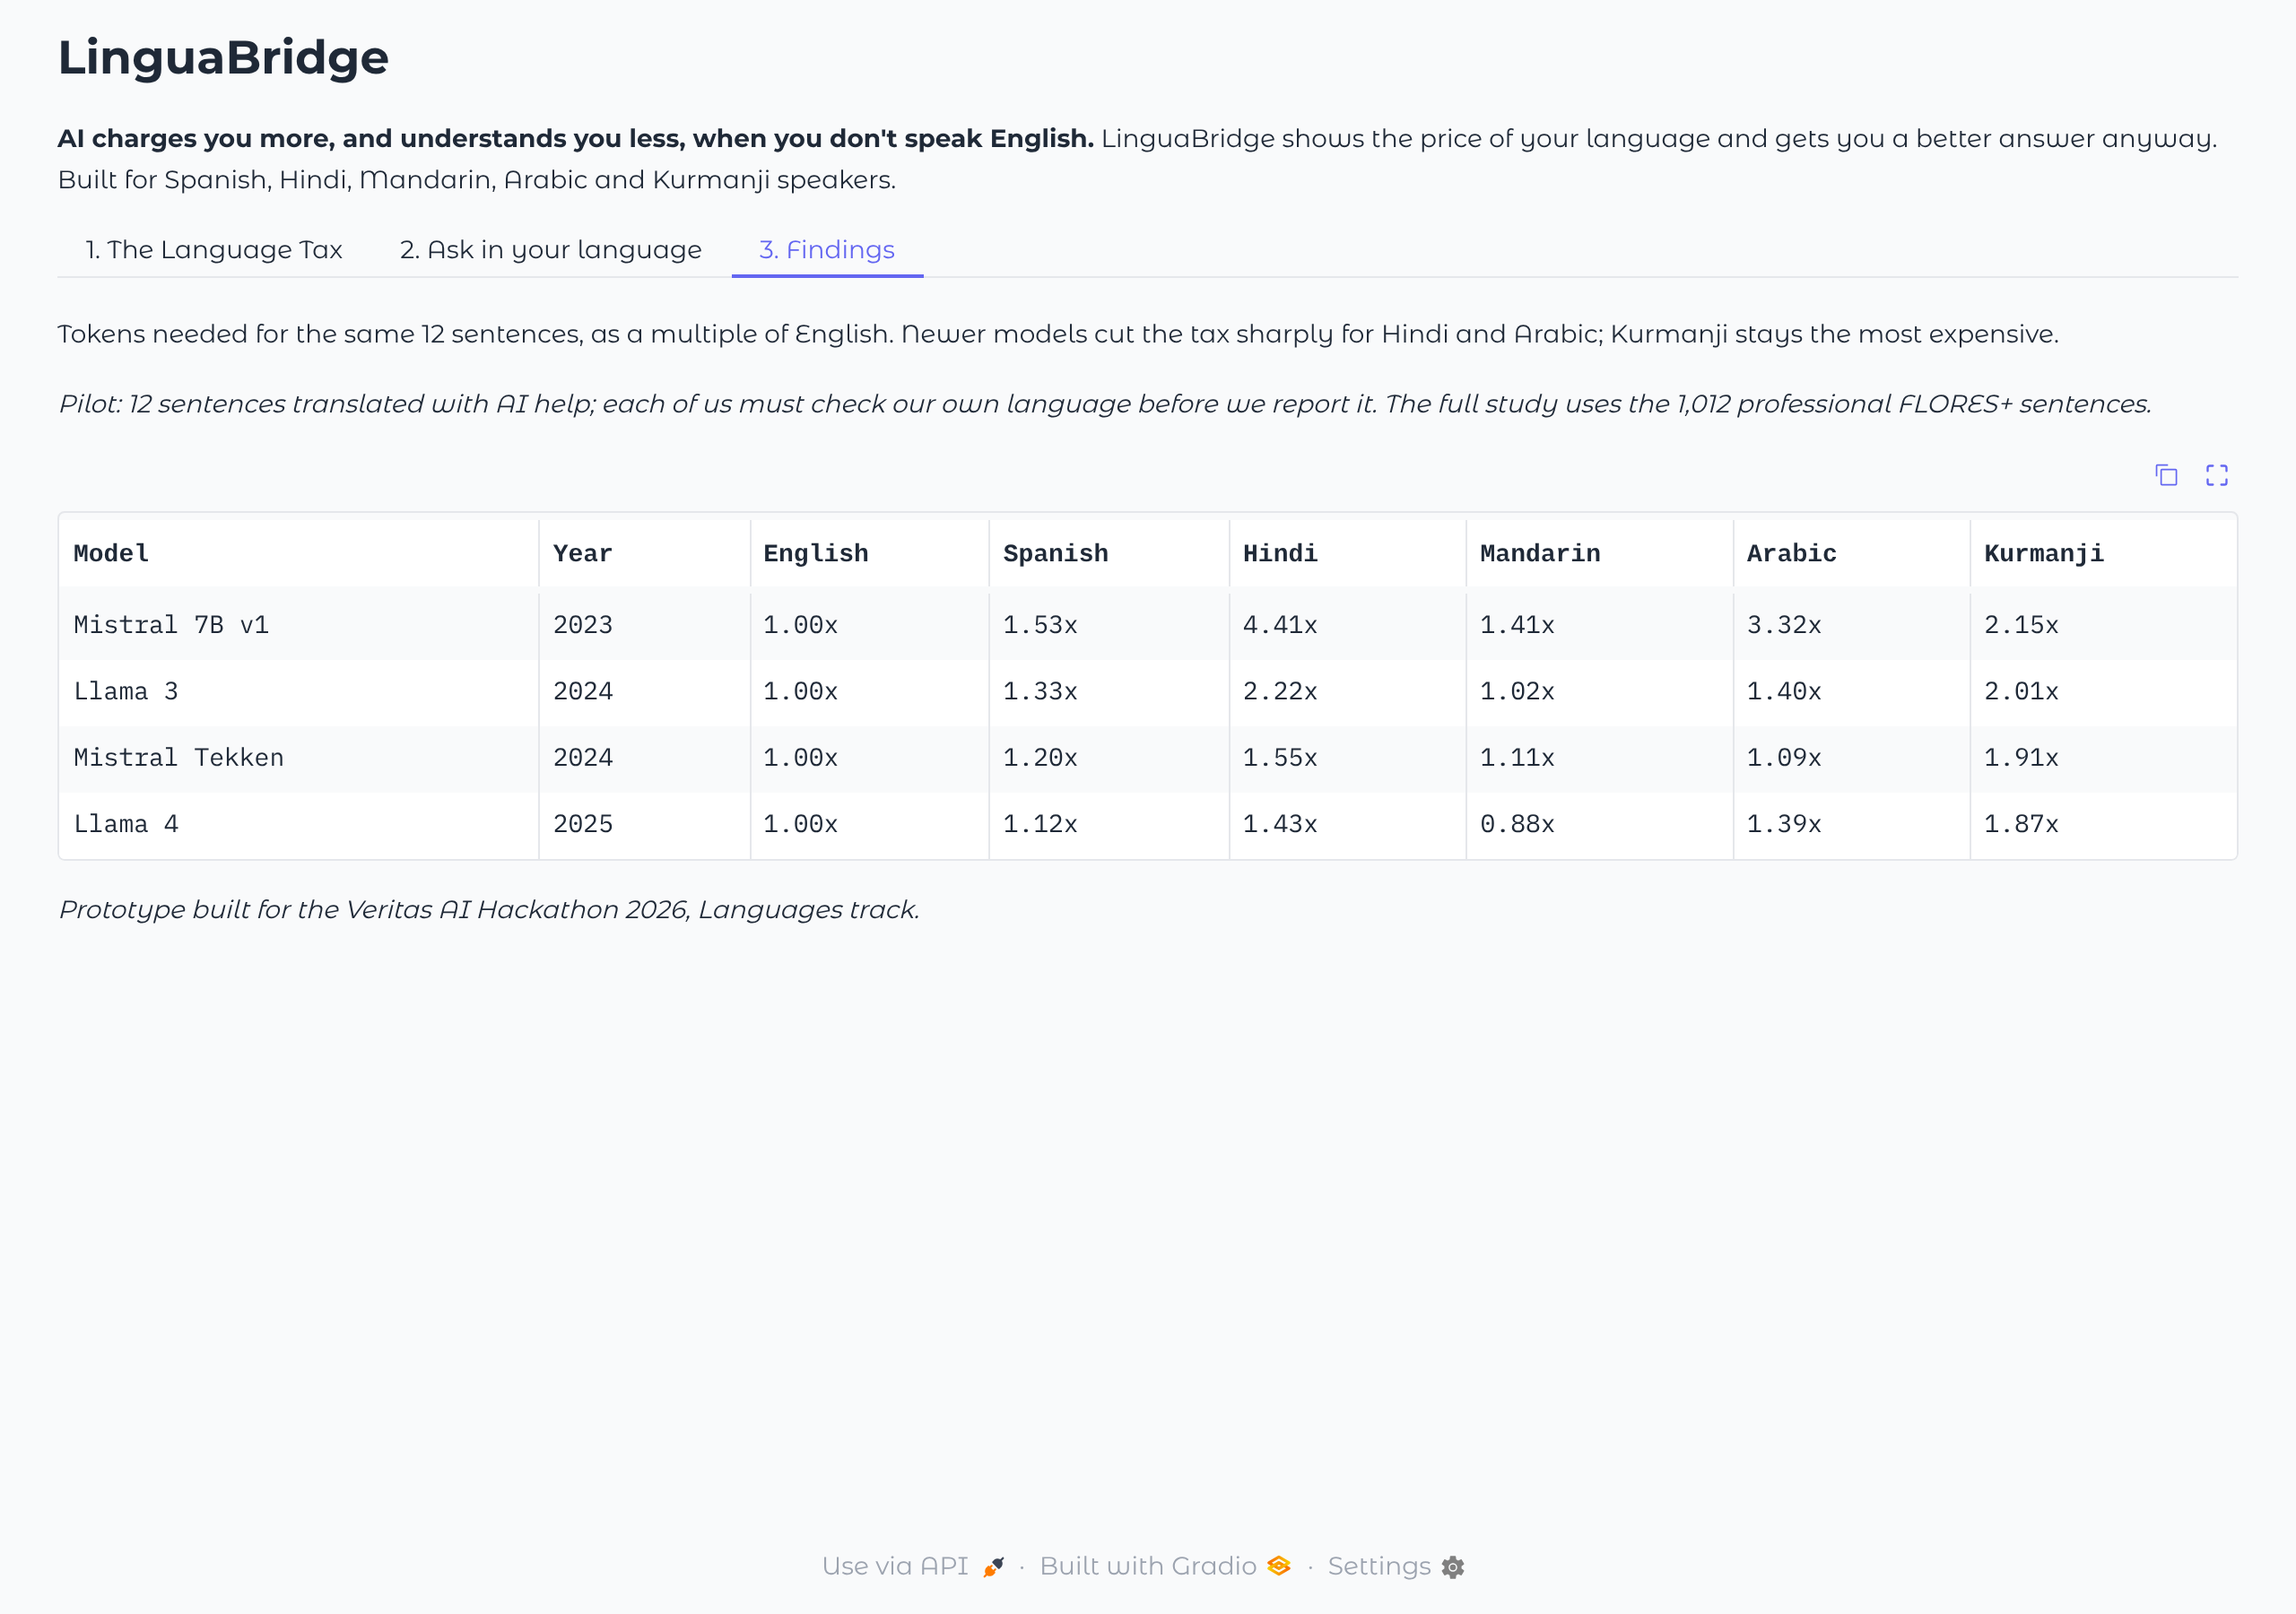 LinguaBridge
AI charges you more, and understands you less, when you don't speak English. LinguaBridge shows the price of your language and gets you a better answer anyway.
Built for Spanish, Hindi, Mandarin, Arabic and Kurmanji speakers.
1. The Language Tax 2. Ask in your language 3. Findings
Tokens needed for the same 12 sentences, as a multiple of English. Newer models cut the tax sharply for Hindi and Arabic; Kurmanji stays the most expensive.
Pilot: 12 sentences translated with AI help; each of us must check our own language before we report it. The full study uses the 1,012 professional FLORES+ sentences.
Model Year English Spanish Hindi Mandarin Arabic Kurmanji
Mistral 7B v1 2023 1.00x 1.53x 4.41x 1.41x 3.32x 2.15x
Llama 3 2024 1.00x 1.33x 2.22x 1.02x 1.40x 2.01x
Mistral Tekken 2024 1.00x 1.20x 1.55x 1.11x 1.09x 1.91x
Llama 4 2025 1.00x 1.12x 1.43x 0.88x 1.39x 1.87x
Prototype built for the Veritas AI Hackathon 2026, Languages track.
Use via API · Built with Gradio · Settings